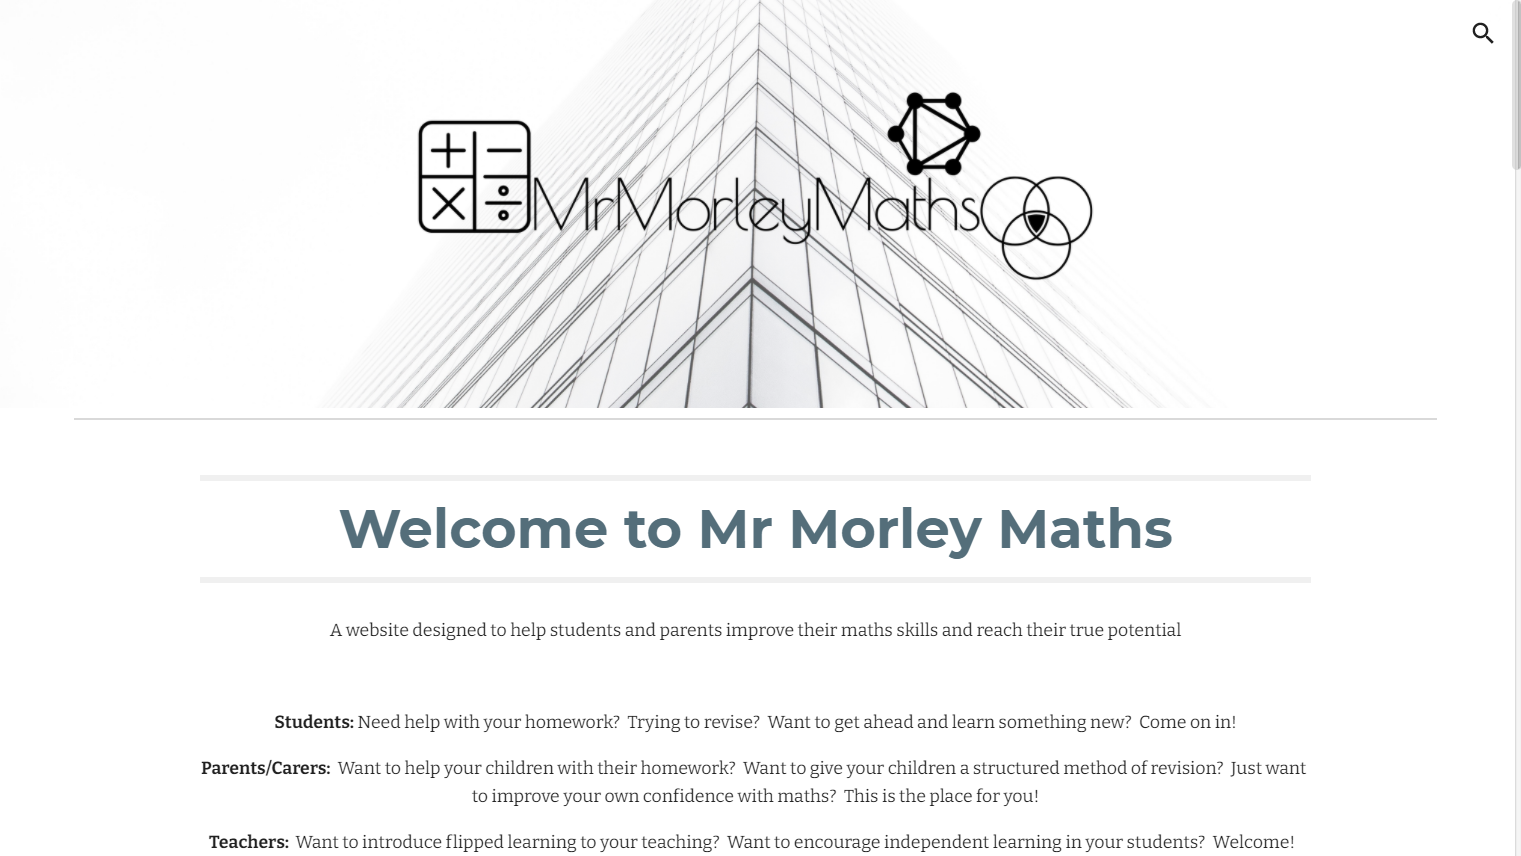 MrMorleyMaths
Welcome to Mr Morley Maths
A website designed to help students and parents improve their maths skills and reach their true potential
Students: Need help with your homework?  Trying to revise?  Want to get ahead and learn something new?  Come on in!
Parents/Carers:  Want to help your children with their homework?  Want to give your children a structured method of revision?  Just want
to improve your own confidence with maths?  This is the place for you!
Teachers:  Want to introduce flipped learning to your teaching?  Want to encourage independent learning in your students?  Welcome!